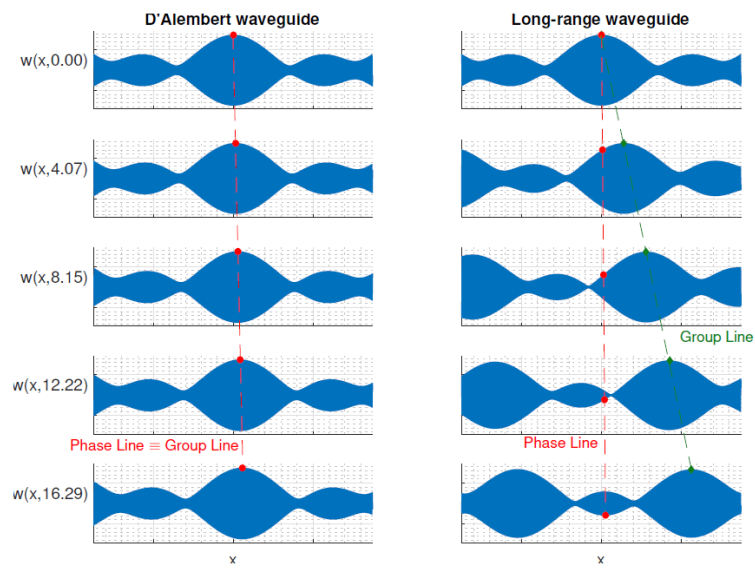 D'Alembert waveguide
Long-range waveguide
w(x,0.00)
w(x,4.07)
w(x,8.15)
Group Line
w(x,12.22)
Phase Line ≡ Group Line
Phase Line
w(x,16.29)
x
x